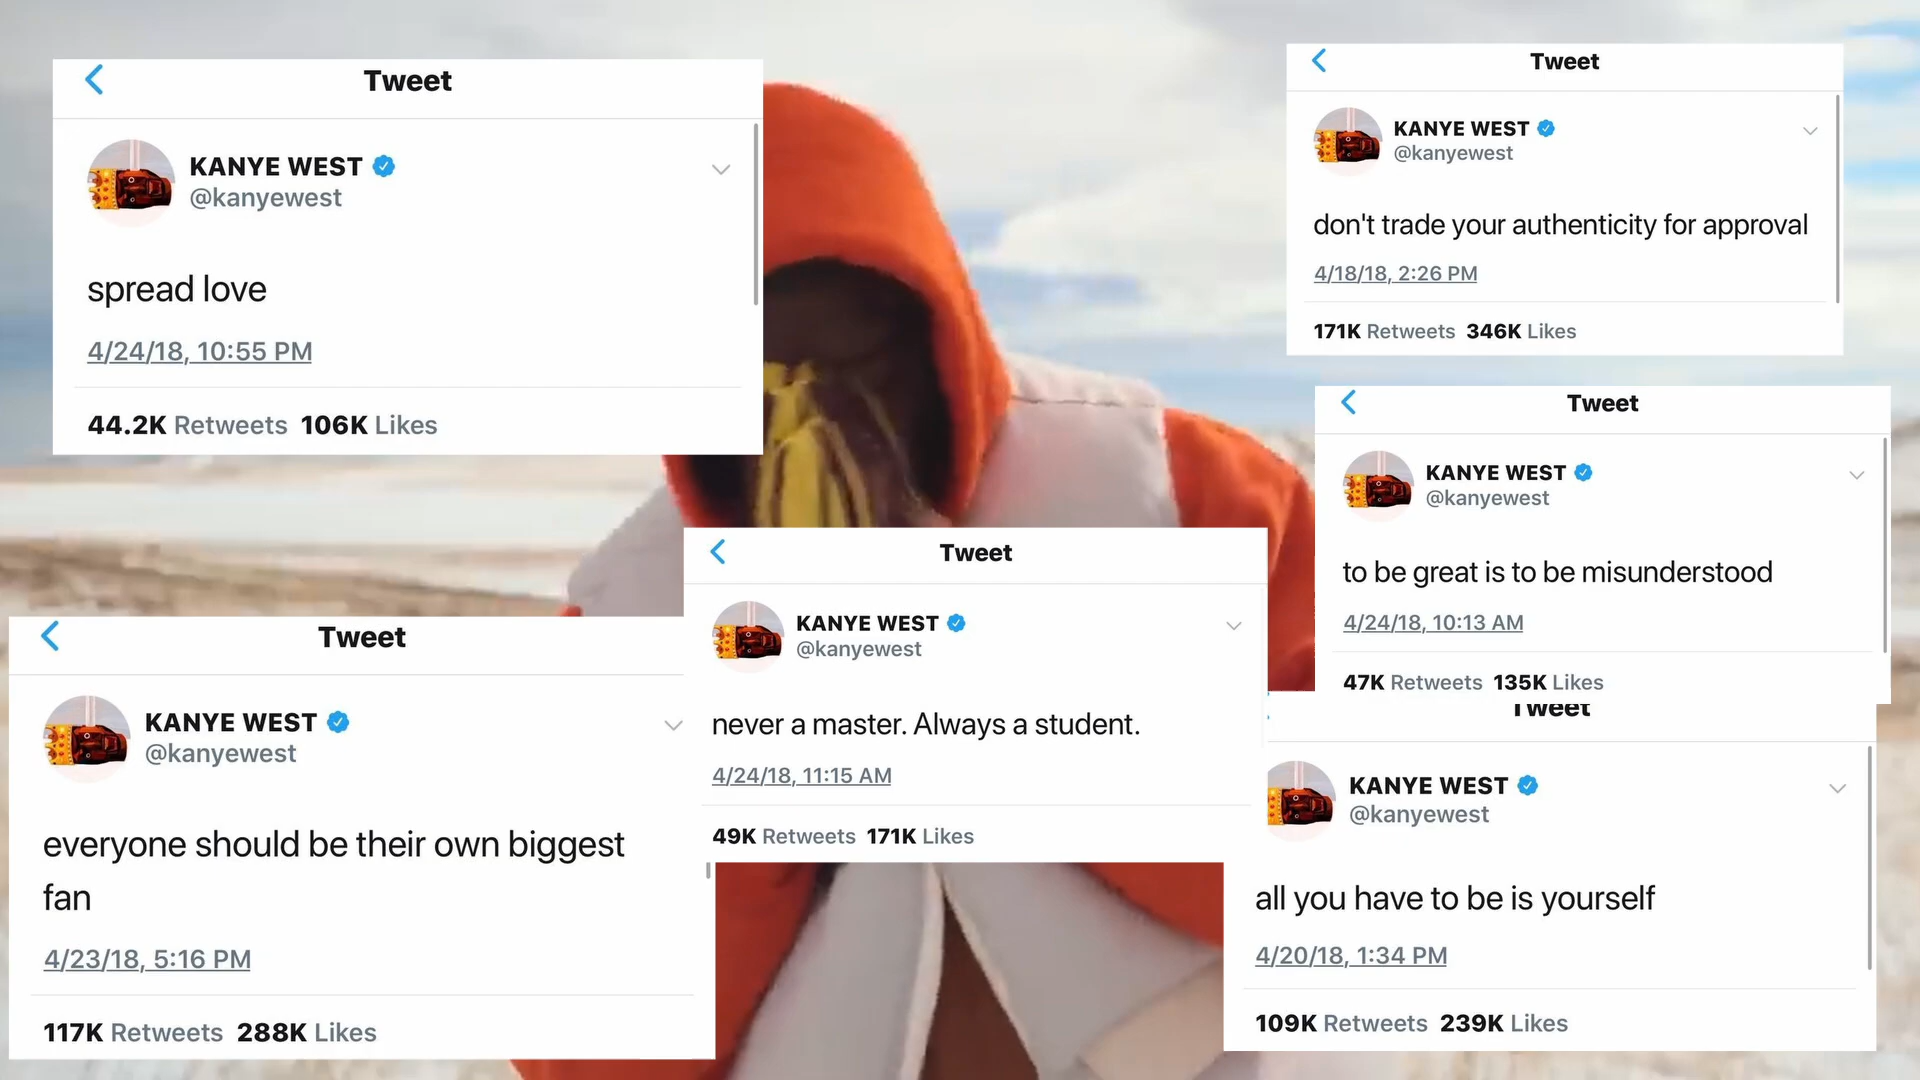 Tweet
KANYE WEST
@kanyewest
spread love
4/24/18, 10:55 PM
44.2K Retweets 106K Likes
Tweet
KANYE WEST
@kanyewest
don't trade your authenticity for approval
4/18/18, 2:26 PM
171K Retweets 346K Likes
Tweet
KANYE WEST
@kanyewest
to be great is to be misunderstood
4/24/18, 10:13 AM
47K Retweets 135K Likes
Tweet
KANYE WEST
@kanyewest
never a master. Always a student.
4/24/18, 11:15 AM
49K Retweets 171K Likes
Tweet
KANYE WEST
@kanyewest
everyone should be their own biggest
fan
4/23/18, 5:16 PM
117K Retweets 288K Likes
Tweet
KANYE WEST
@kanyewest
all you have to be is yourself
4/20/18, 1:34 PM
109K Retweets 239K Likes